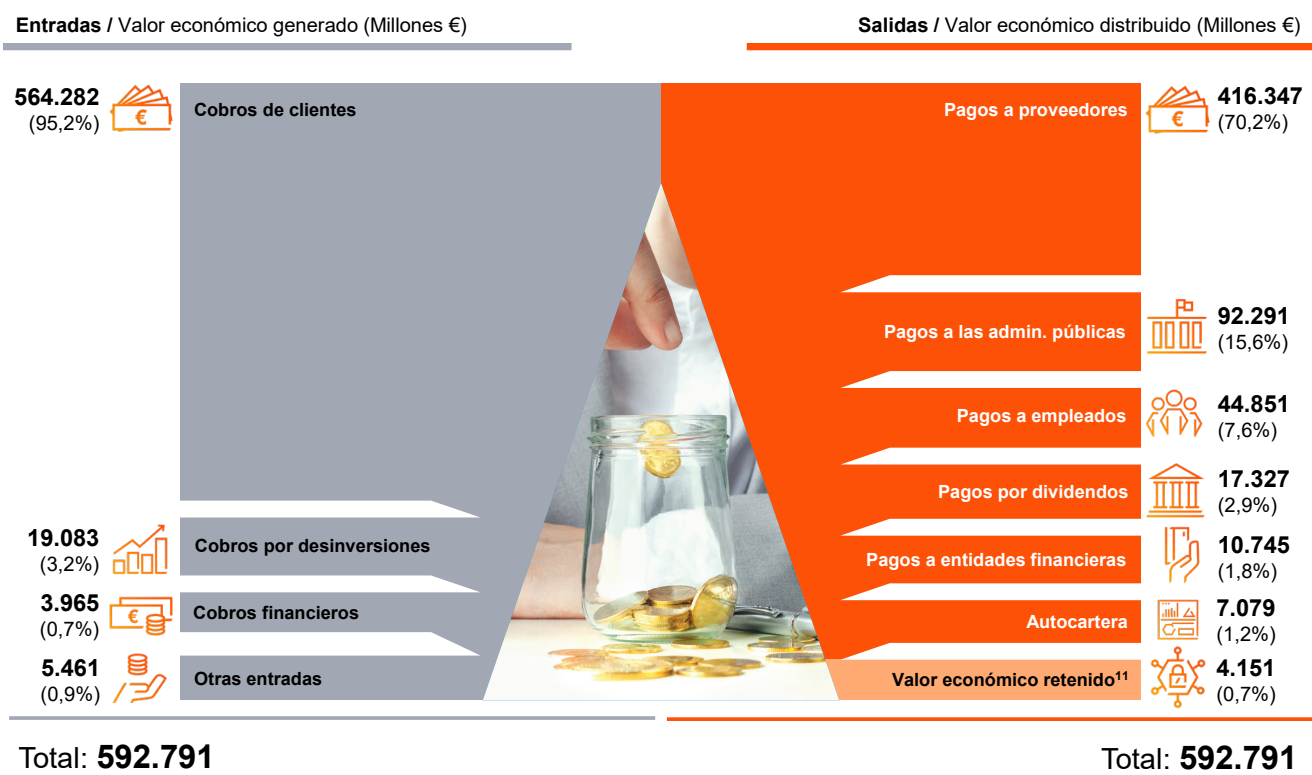 Entradas / Valor económico generado (Millones €)
Salidas / Valor económico distribuido (Millones €)
564.282
(95,2%)
€
Cobros de clientes
Pagos a proveedores
€
416.347
(70,2%)
Pagos a las admin. públicas
92.291
(15,6%)
Pagos a empleados
44.851
(7,6%)
Pagos por dividendos
17.327
(2,9%)
19.083
(3,2%)
Cobros por desinversiones
Pagos a entidades financieras
10.745
(1,8%)
3.965
(0,7%)
€
Cobros financieros
Autocartera
7.079
(1,2%)
5.461
(0,9%)
Otras entradas
Valor económico retenido¹¹
4.151
(0,7%)
Total: 592.791
Total: 592.791